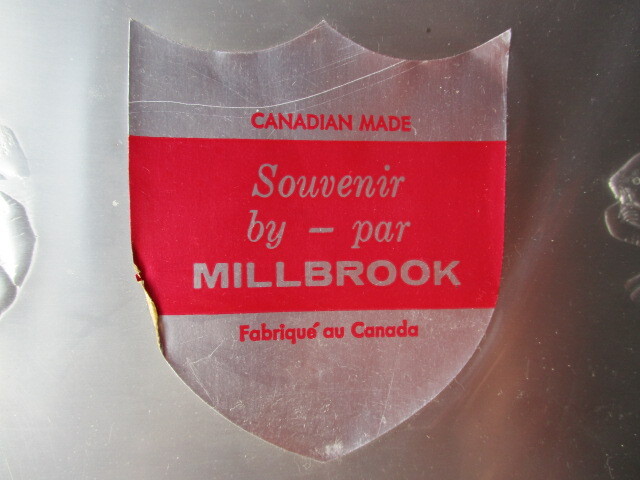 CANADIAN MADE
Souvenir
by – par
MILLBROOK
Fabriqué au Canada